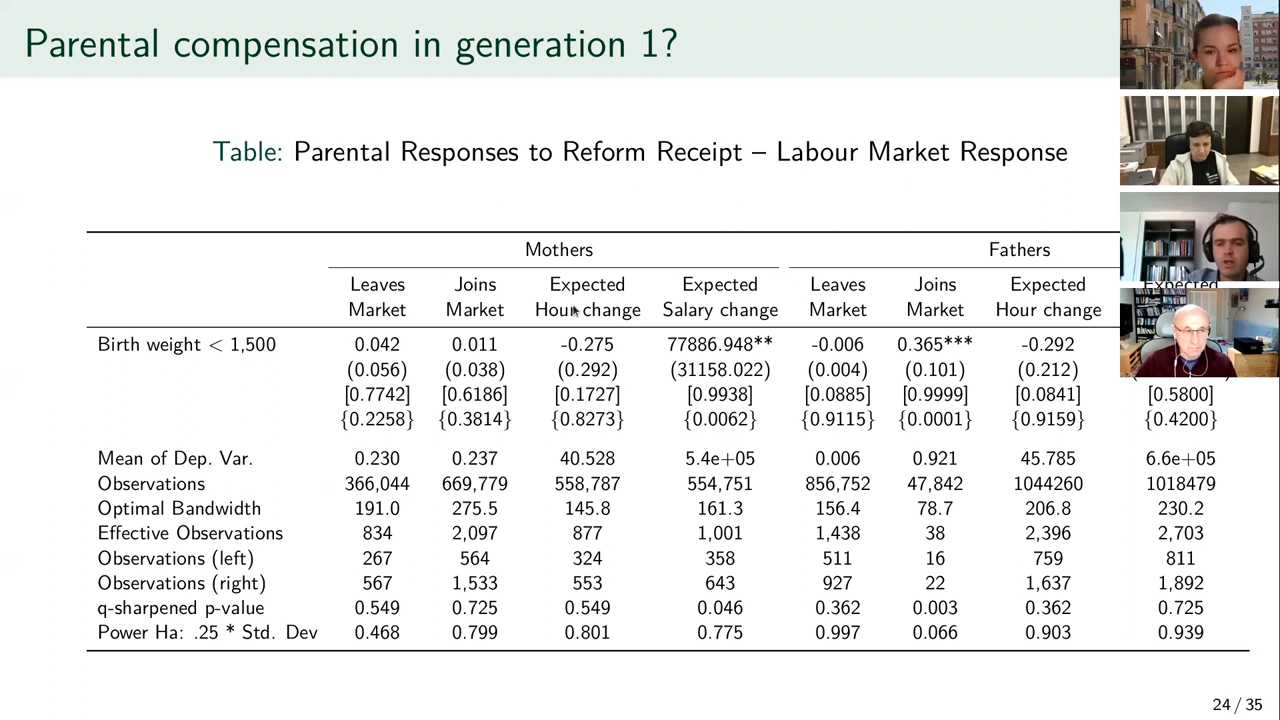 Parental compensation in generation 1?
Table: Parental Responses to Reform Receipt – Labour Market Response
Mothers Fathers
Leaves Joins Expected Expected Leaves Joins Expected Expected
Market Market Hour change Salary change Market Market Hour change
Birth weight < 1,500 0.042 0.011 -0.275 77886.948** -0.006 0.365*** -0.292
(0.056) (0.038) (0.292) (31158.022) (0.004) (0.101) (0.212)
[0.7742] [0.6186] [0.1727] [0.9938] [0.0885] [0.9999] [0.0841] [0.5800]
{0.2258} {0.3814} {0.8273} {0.0062} {0.9115} {0.0001} {0.9159} {0.4200}
Mean of Dep. Var. 0.230 0.237 40.528 5.4e+05 0.006 0.921 45.785 6.6e+05
Observations 366,044 669,779 558,787 554,751 856,752 47,842 1044260 1018479
Optimal Bandwidth 191.0 275.5 145.8 161.3 156.4 78.7 206.8 230.2
Effective Observations 834 2,097 877 1,001 1,438 38 2,396 2,703
Observations (left) 267 564 324 358 511 16 759 811
Observations (right) 567 1,533 553 643 927 22 1,637 1,892
q-sharpened p-value 0.549 0.725 0.549 0.046 0.362 0.003 0.362 0.725
Power Ha: .25 * Std. Dev 0.468 0.799 0.801 0.775 0.997 0.066 0.903 0.939
24 / 35